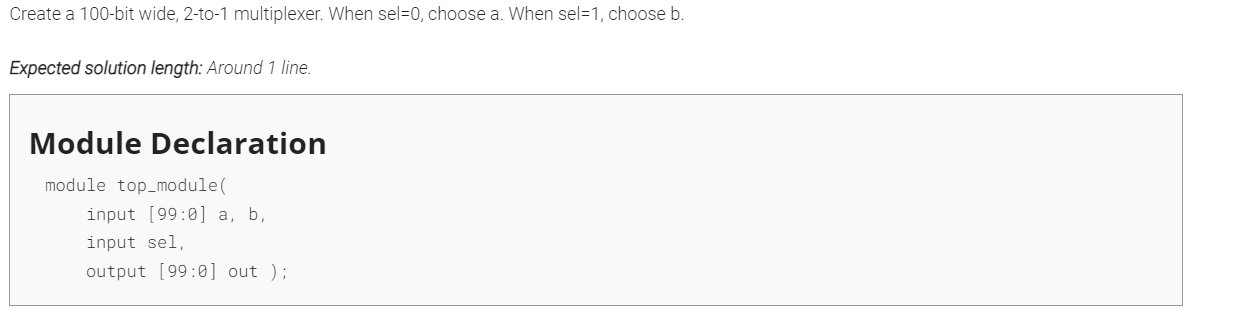 Create a 100-bit wide, 2-to-1 multiplexer. When sel=0, choose a. When sel=1, choose b.
Expected solution length: Around 1 line.
Module Declaration
module top_module(
    input [99:0] a, b,
    input sel,
    output [99:0] out );